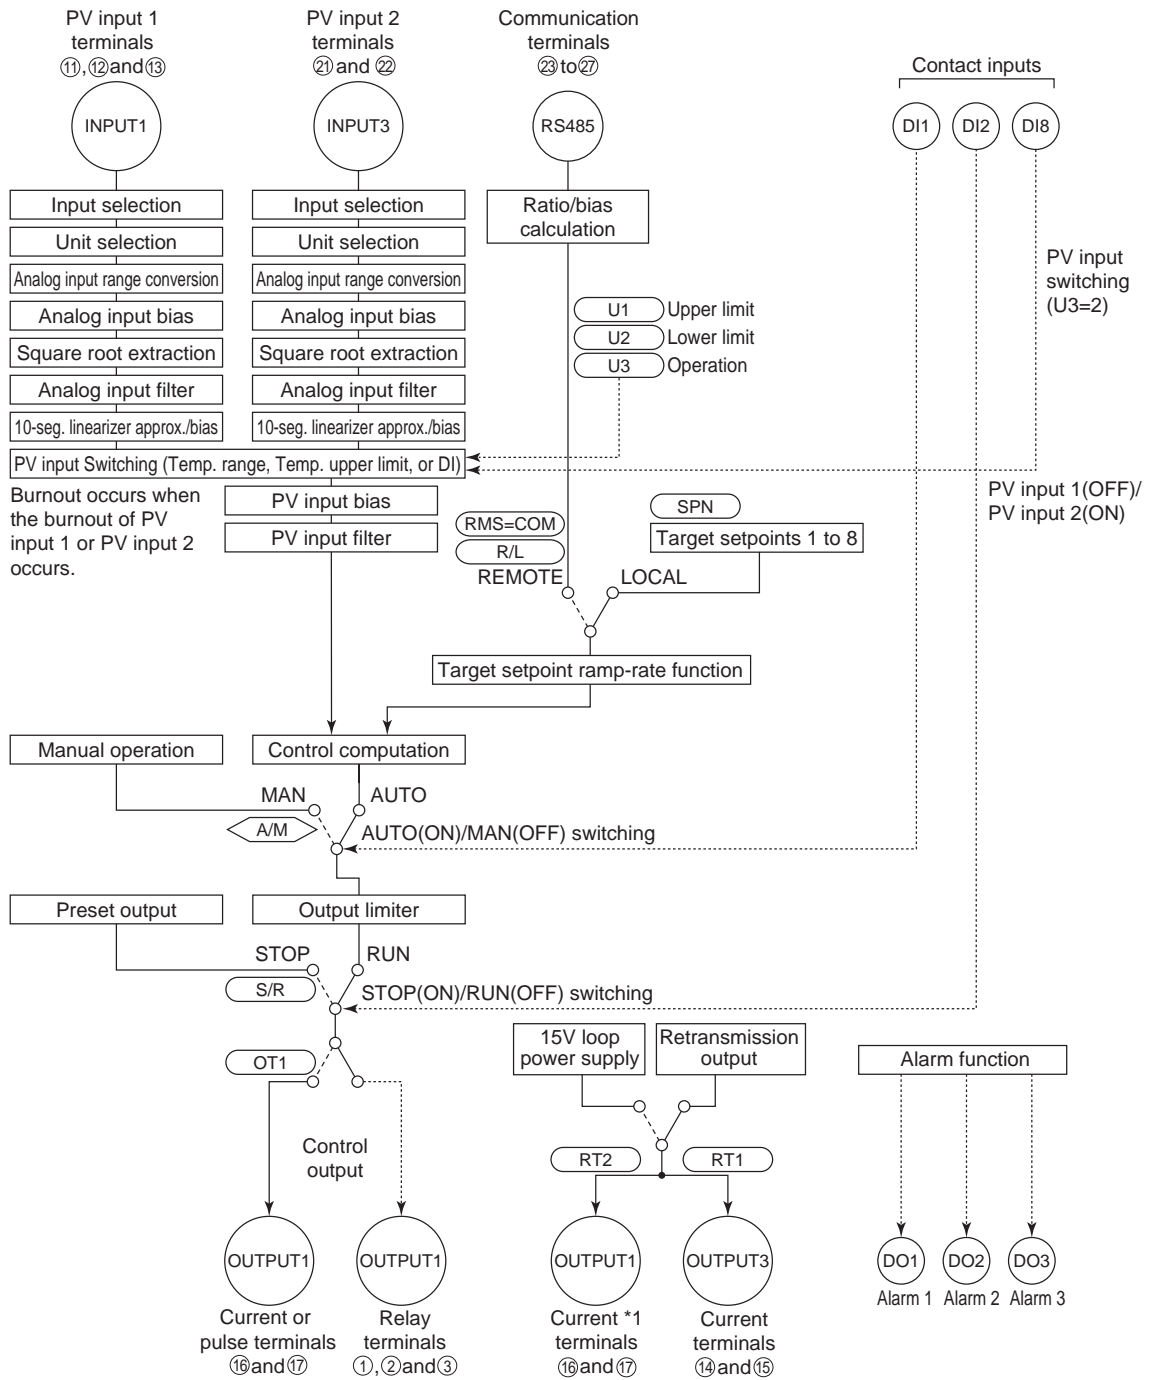 PV input 1
terminals
⑪,⑫and⑬
PV input 2
terminals
㉑ and ㉒
Communication
terminals
㉓ to ㉗
Contact inputs
INPUT1
INPUT3
RS485
DI1
DI2
DI8
Input selection
Unit selection
Analog input range conversion
Analog input bias
Square root extraction
Analog input filter
10-seg. linearizer approx./bias
Input selection
Unit selection
Analog input range conversion
Analog input bias
Square root extraction
Analog input filter
10-seg. linearizer approx./bias
Ratio/bias
calculation
PV input
switching
(U3=2)
U1 Upper limit
U2 Lower limit
U3 Operation
PV input Switching (Temp. range, Temp. upper limit, or DI)
Burnout occurs when
the burnout of PV
input 1 or PV input 2
occurs.
PV input bias
PV input filter
PV input 1(OFF)/
PV input 2(ON)
RMS=COM
R/L
SPN
Target setpoints 1 to 8
REMOTE
LOCAL
Target setpoint ramp-rate function
Manual operation
Control computation
MAN
AUTO
A/M
AUTO(ON)/MAN(OFF) switching
Preset output
Output limiter
STOP
RUN
S/R
STOP(ON)/RUN(OFF) switching
OT1
15V loop
power supply
Retransmission
output
Alarm function
Control
output
RT2
RT1
OUTPUT1
OUTPUT1
OUTPUT1
OUTPUT3
DO1
DO2
DO3
Alarm 1
Alarm 2
Alarm 3
Current or
pulse terminals
⑯and⑰
Relay
terminals
①,②and③
Current *1
terminals
⑯and⑰
Current
terminals
⑭and⑮